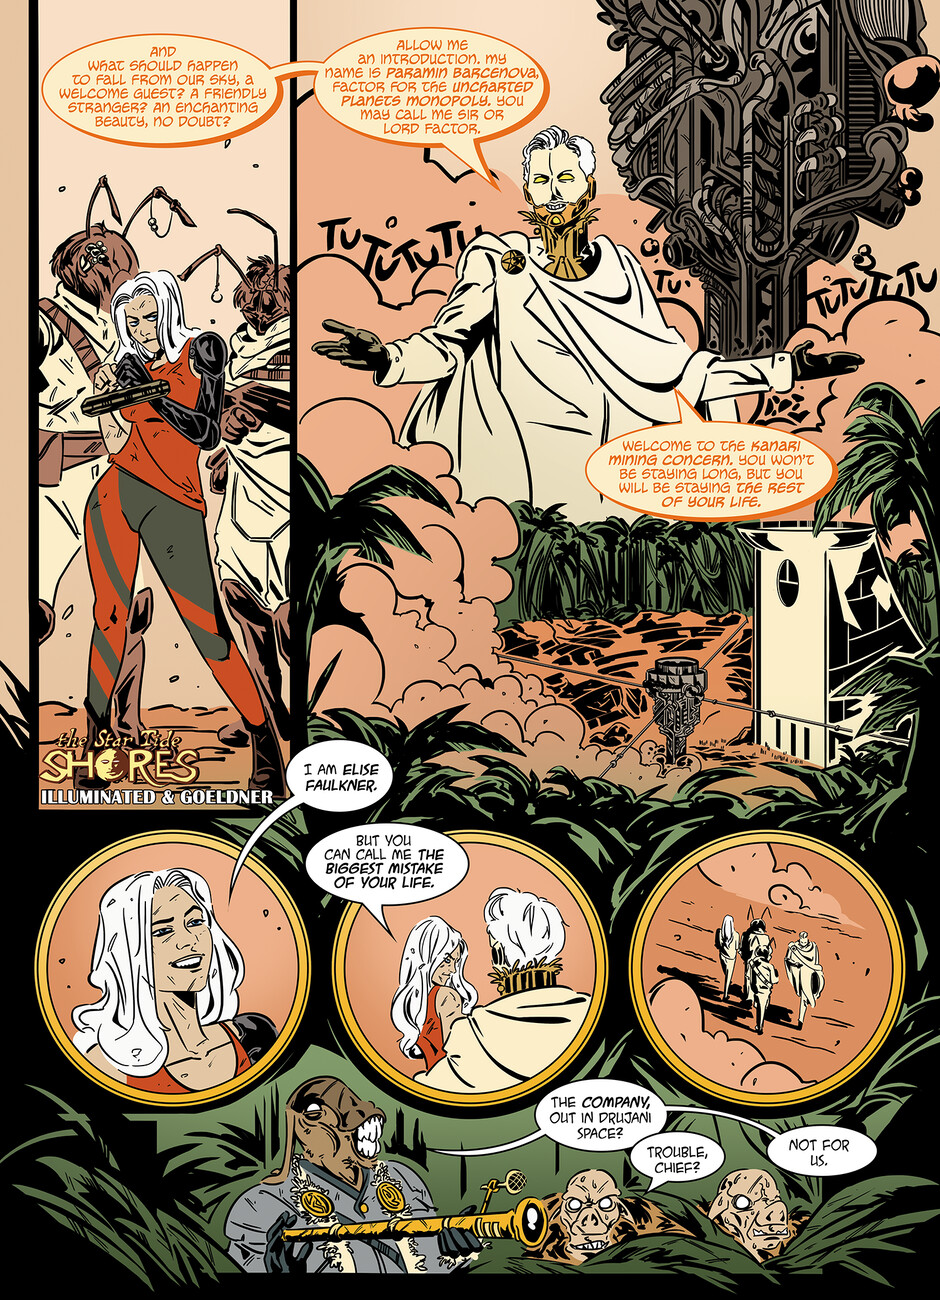 AND
WHAT SHOULD HAPPEN
TO FALL FROM OUR SKY, A
WELCOME GUEST? A FRIENDLY
STRANGER? AN ENCHANTING
BEAUTY, NO DOUBT?
ALLOW ME
AN INTRODUCTION. MY
NAME IS PARAMIN BARCENOVA,
FACTOR FOR THE UNCHARTED
PLANETS MONOPOLY. YOU
MAY CALL ME SIR OR
LORD FACTOR.
TUTUTUTU
TU
TUTUTUTU
WELCOME TO THE KANARI
MINING CONCERN. YOU WON'T
BE STAYING LONG, BUT YOU
WILL BE STAYING THE REST
OF YOUR LIFE.
the Star Tide
SHORES
ILLUMINATED & GOELDNER
I AM ELISE
FAULKNER.
BUT YOU
CAN CALL ME THE
BIGGEST MISTAKE
OF YOUR LIFE.
THE COMPANY,
OUT IN DRUJANI
SPACE?
TROUBLE,
CHIEF?
NOT FOR
US.